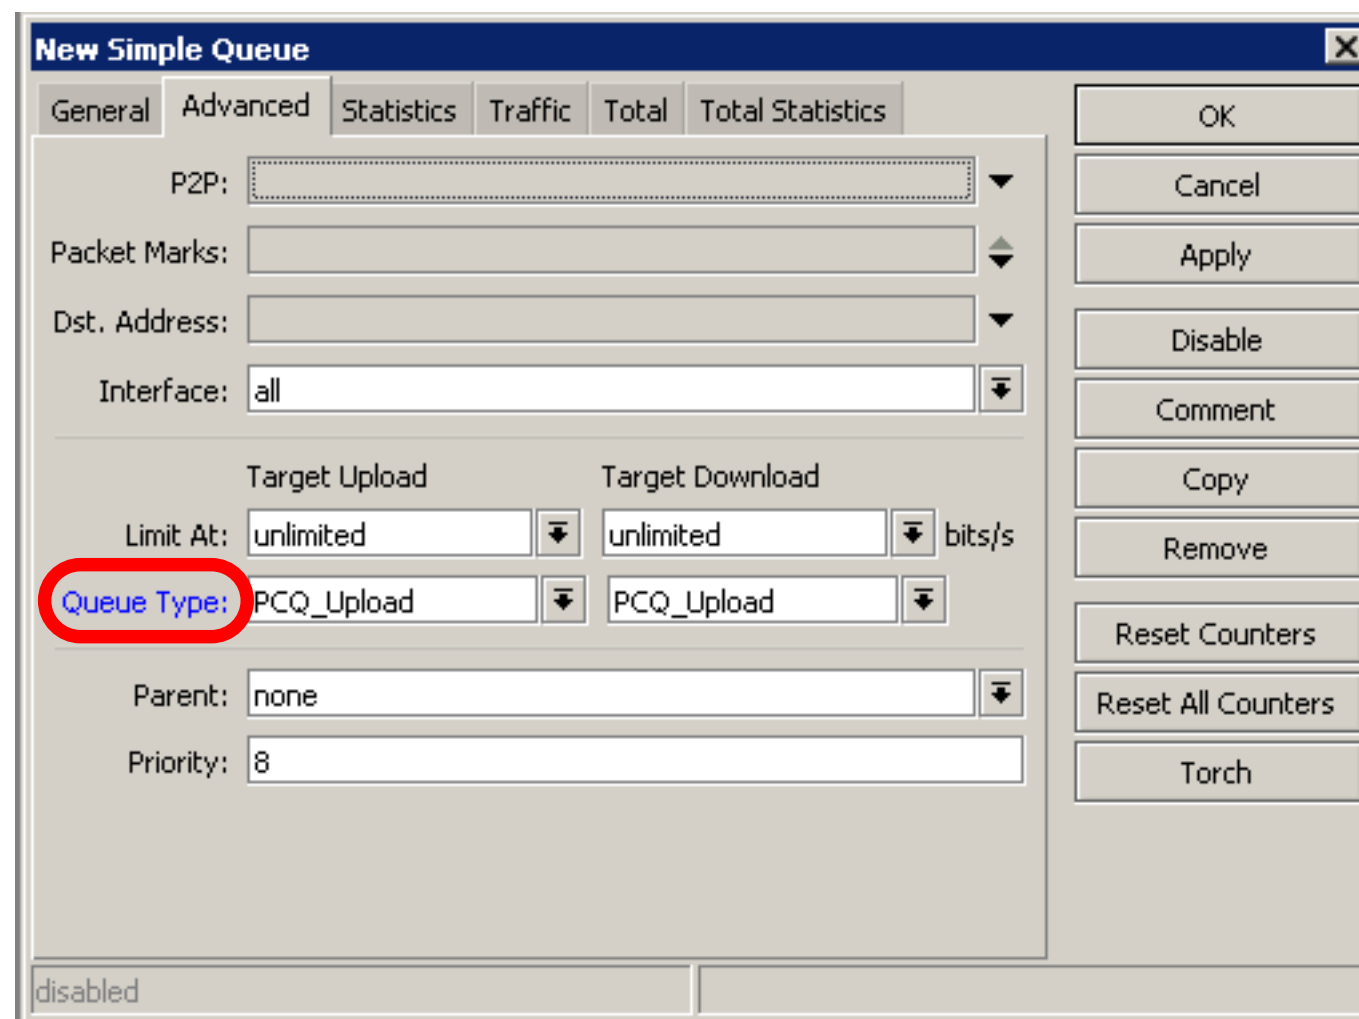 New Simple Queue
General Advanced Statistics Traffic Total Total Statistics
OK
P2P:
Cancel
Packet Marks:
Apply
Dst. Address:
Disable
Interface: all
Comment
Target Upload Target Download
Copy
Limit At: unlimited unlimited bits/s
Remove
Queue Type: PCQ_Upload PCQ_Upload
Reset Counters
Parent: none
Reset All Counters
Priority: 8
Torch
disabled